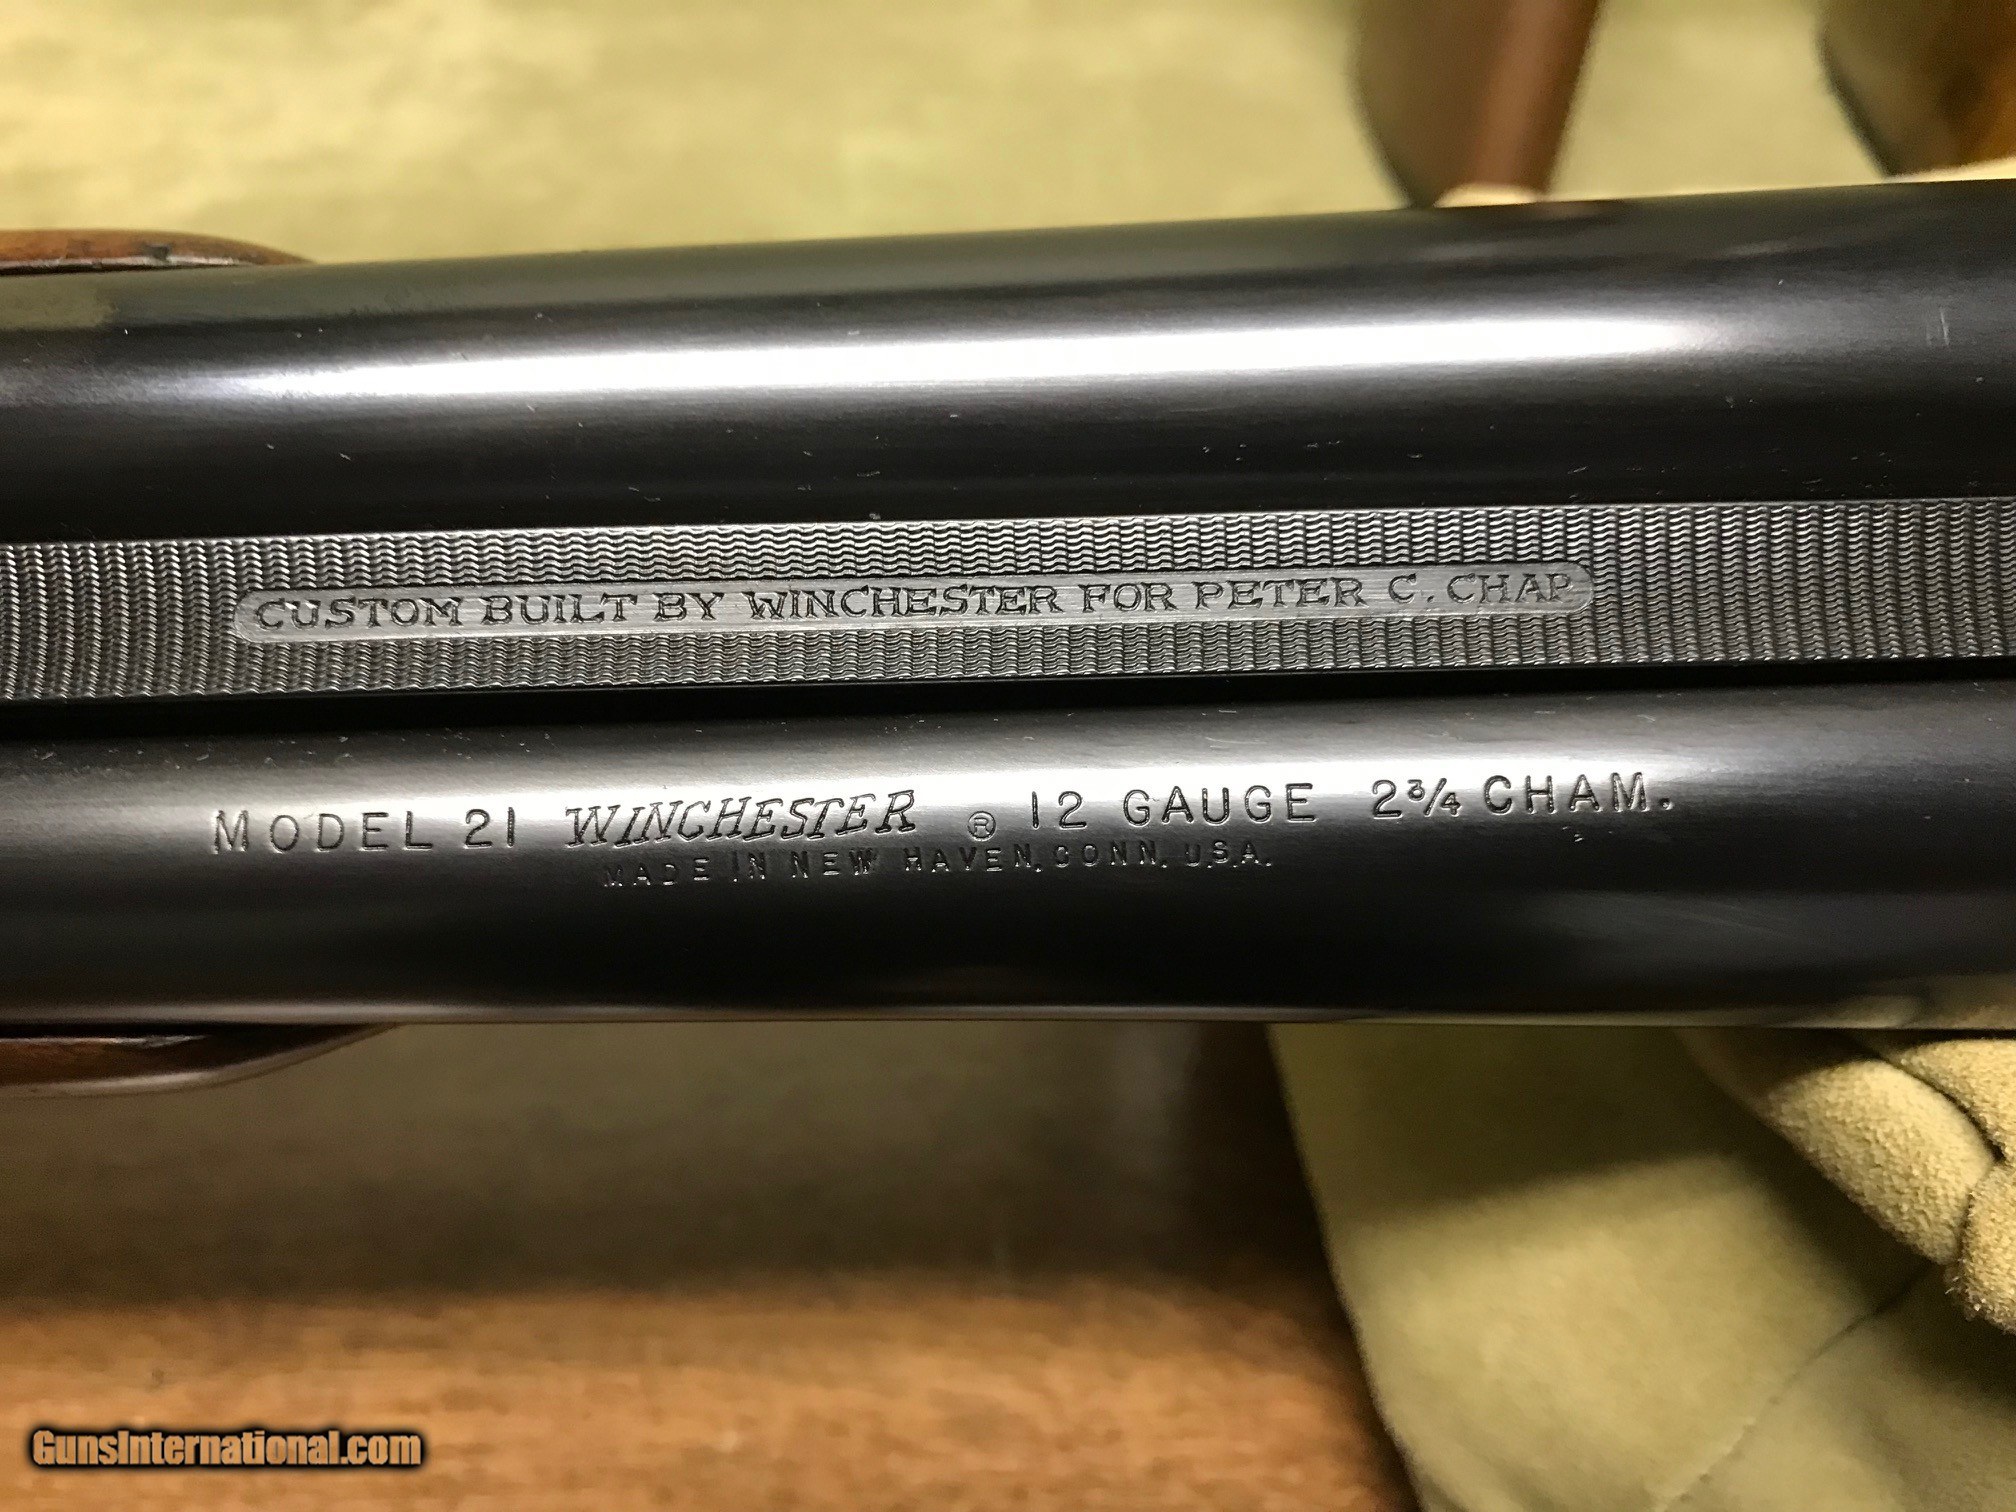 CUSTOM BUILT BY WINCHESTER FOR PETER C. CHAP
MODEL 21 WINCHESTER ® 12 GAUGE 2¾ CHAM.
MADE IN NEW HAVEN, CONN. U.S.A.
GunsInternational.com